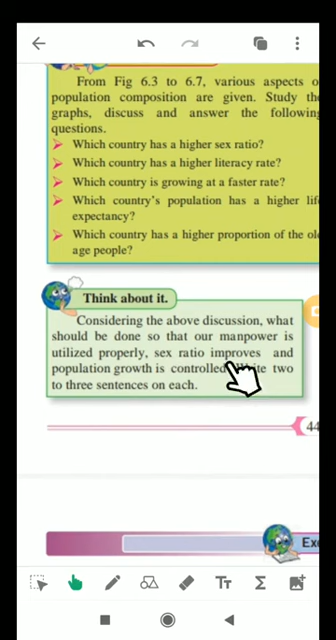 From Fig 6.3 to 6.7, various aspects o
population composition are given. Study the
graphs, discuss and answer the following
questions.
Which country has a higher sex ratio?
Which country has a higher literacy rate?
Which country is growing at a faster rate?
Which country's population has a higher lif
expectancy?
Which country has a higher proportion of the ol
age people?
Think about it.
Considering the above discussion, what
should be done so that our manpower is
utilized properly, sex ratio improves and
population growth is controlled two
to three sentences on each.
44
Exe
Tт
Σ